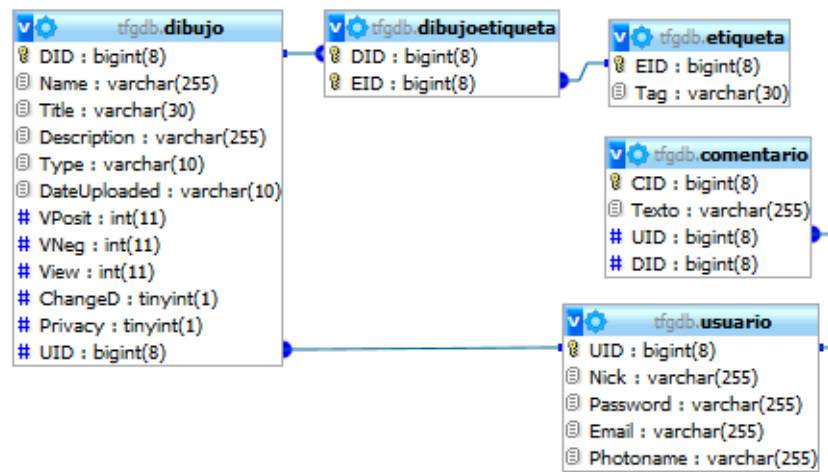 tfgdb.dibujo
DID : bigint(8)
Name : varchar(255)
Title : varchar(30)
Description : varchar(255)
Type : varchar(10)
DateUploaded : varchar(10)
# VPosit : int(11)
# VNeg : int(11)
# View : int(11)
# ChangeD : tinyint(1)
# Privacy : tinyint(1)
# UID : bigint(8)
tfgdb.dibujoetiqueta
DID : bigint(8)
EID : bigint(8)
tfgdb.etiqueta
EID : bigint(8)
Tag : varchar(30)
tfgdb.comentario
CID : bigint(8)
Texto : varchar(255)
# UID : bigint(8)
# DID : bigint(8)
tfgdb.usuario
UID : bigint(8)
Nick : varchar(255)
Password : varchar(255)
Email : varchar(255)
Photoname : varchar(255)